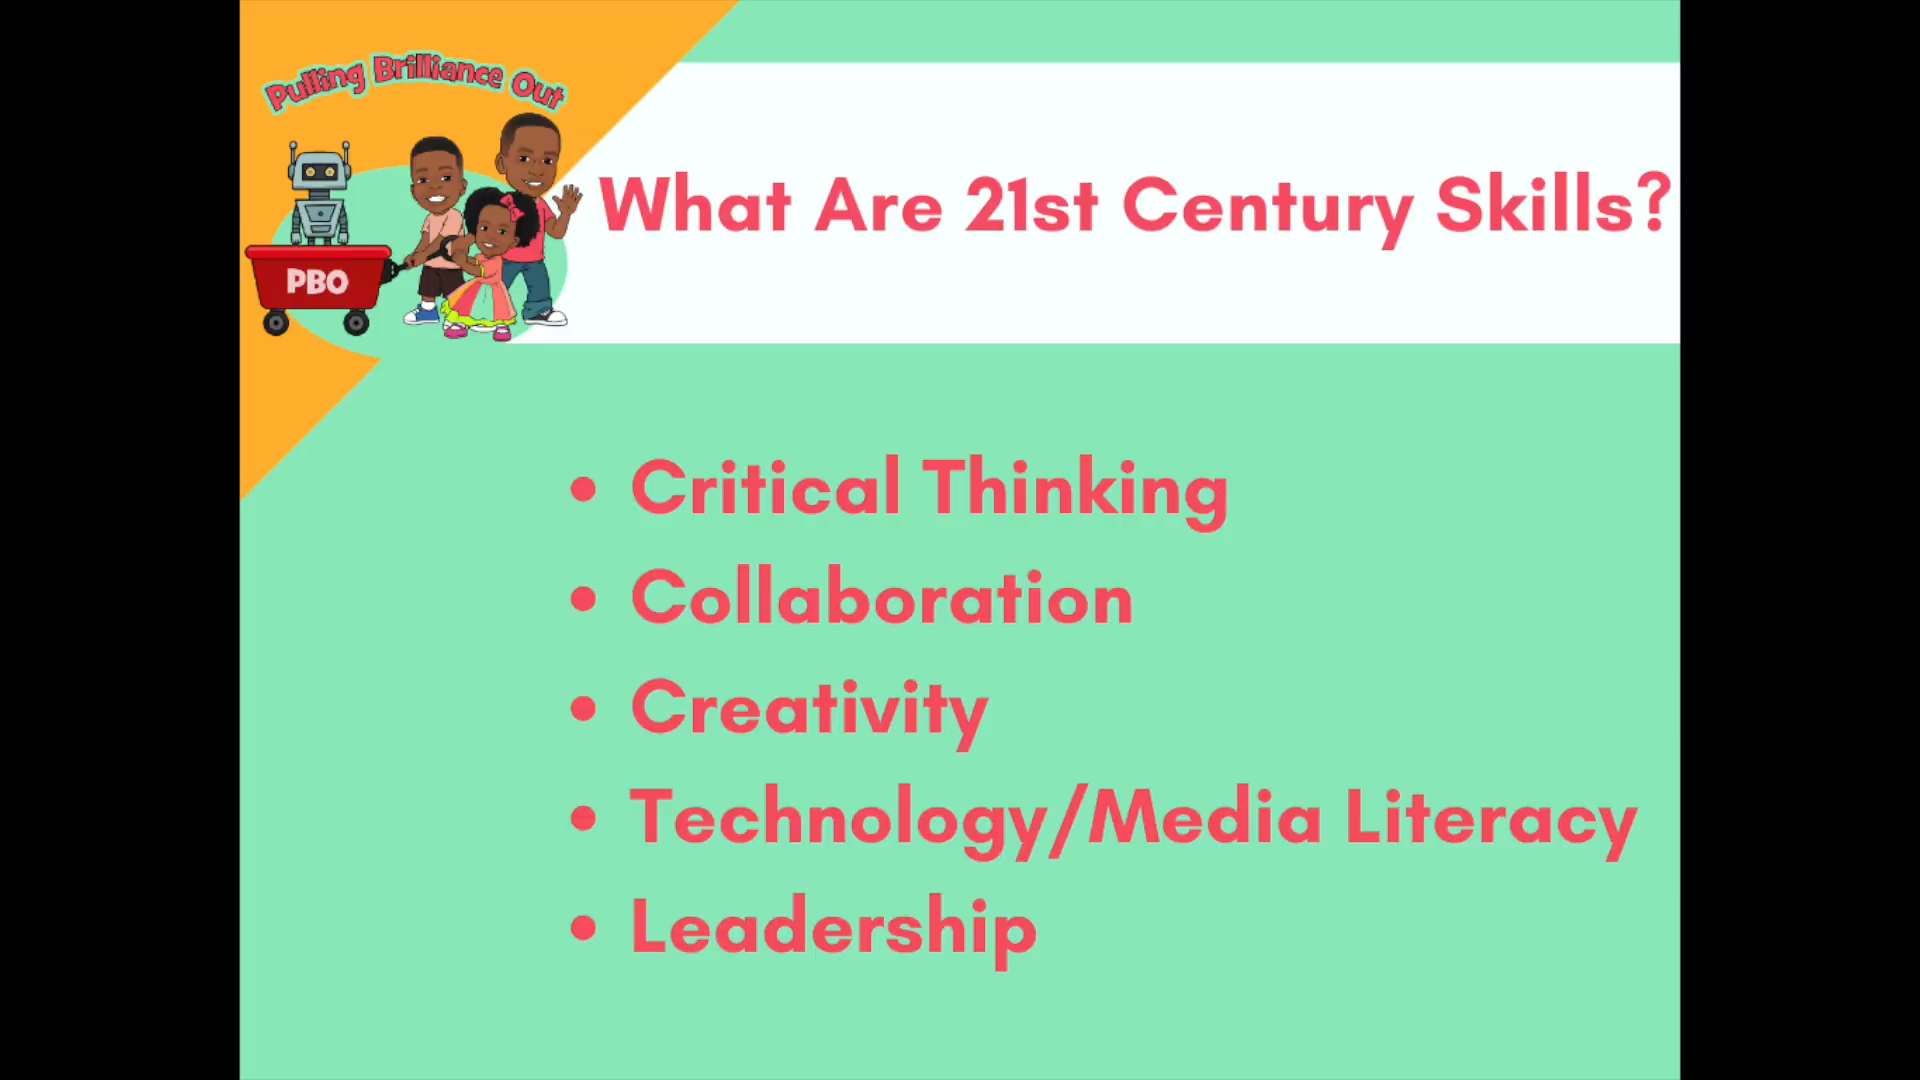 Pulling Brilliance Out
PBO
What Are 21st Century Skills?
• Critical Thinking
• Collaboration
• Creativity
• Technology/Media Literacy
• Leadership